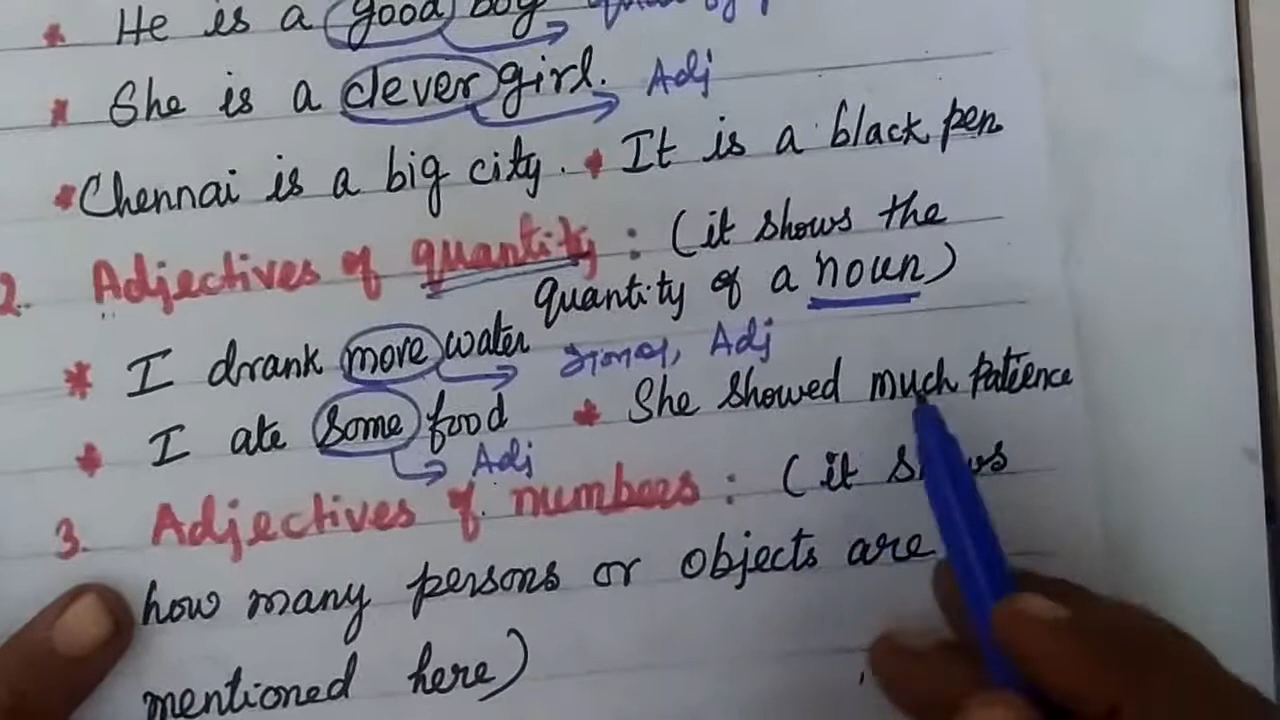 * He is a good boy
* She is a clever girl. Adj
* Chennai is a big city. * It is a black pen
2. Adjectives of quantity : (it shows the
quantity of a noun)
* I drank more water Adj
* I ate some food * She showed much patience
Adj
3. Adjectives of numbers : (it
how many persons or objects are
mentioned here)